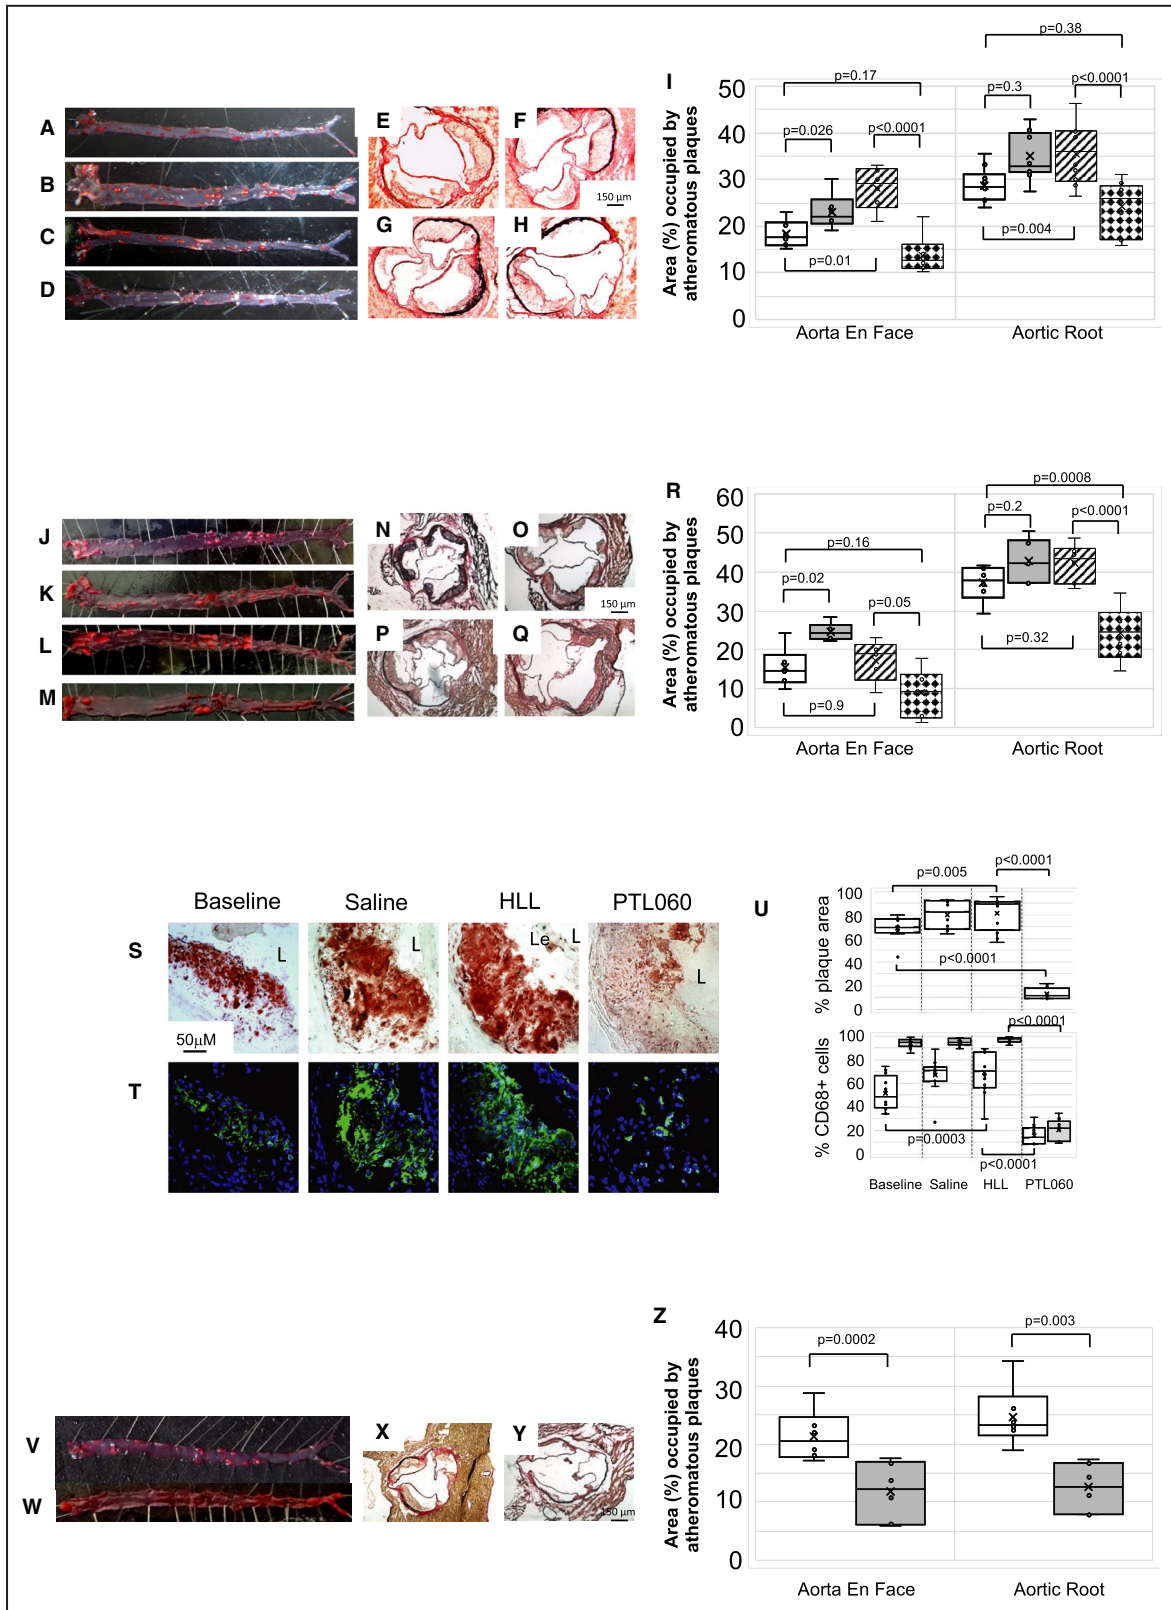 A
B
C
D
E
F
G
H
150 μm
I
Area (%) occupied by
atheromatous plaques
50
40
30
20
10
0
p=0.17
p=0.026
p<0.0001
p=0.01
p=0.38
p=0.3
p<0.0001
p=0.004
Aorta En Face
Aortic Root
J
K
L
M
N
O
P
Q
150 μm
R
Area (%) occupied by
atheromatous plaques
60
50
40
30
20
10
0
p=0.16
p=0.02
p=0.05
p=0.9
p=0.0008
p=0.2
p<0.0001
p=0.32
Aorta En Face
Aortic Root
Baseline
Saline
HLL
PTL060
S
L
L
Le
L
L
50μM
T
U
% plaque area
100
80
60
40
20
0
p=0.005
p<0.0001
p<0.0001
% CD68+ cells
100
80
60
40
20
0
p<0.0001
p=0.0003
p<0.0001
Baseline
Saline
HLL
PTL060
V
W
X
Y
150 μm
Z
Area (%) occupied by
atheromatous plaques
40
30
20
10
0
p=0.0002
p=0.003
Aorta En Face
Aortic Root